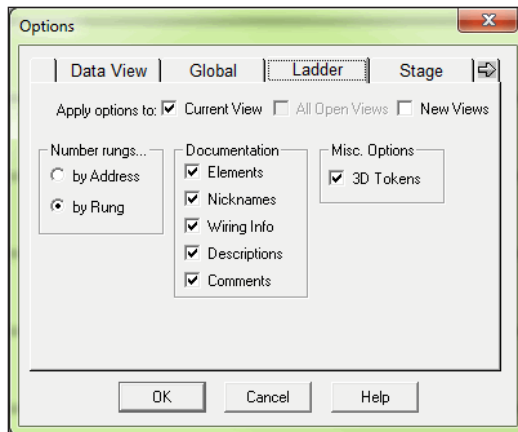 Options
Data View Global Ladder Stage
Apply options to: Current View All Open Views New Views
Number rungs...
by Address
by Rung
Documentation
Elements
Nicknames
Wiring Info
Descriptions
Comments
Misc. Options
3D Tokens
OK Cancel Help